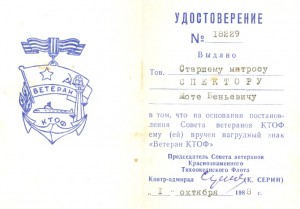 ВЕТЕРАН
КТОФ
УДОСТОВЕРЕНИЕ
№ 18229
Выдано
Тов. Старшему матросу
СПЕКТОРУ
Моте Беньевичу
в том, что на основании постанов-
ления Совета ветеранов КТОФ
ему (ей) вручен нагрудный знак
«Ветеран КТОФ»
Председатель Совета ветеранов
Краснознаменного
Тихоокеанского Флота
Контр-адмирал (К. СЕРИН)
" 1 " октября 1988 г.